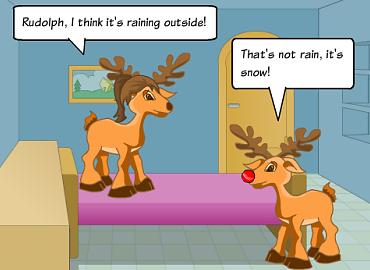 Rudolph, I think it's raining outside!
That's not rain, it's
snow!